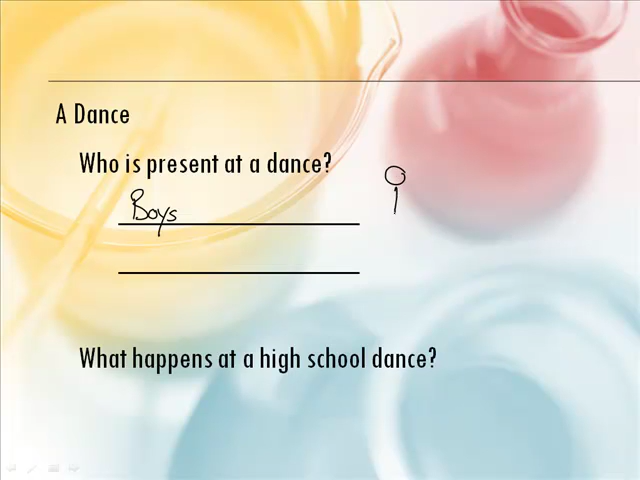 A Dance
Who is present at a dance?
Boys
What happens at a high school dance?